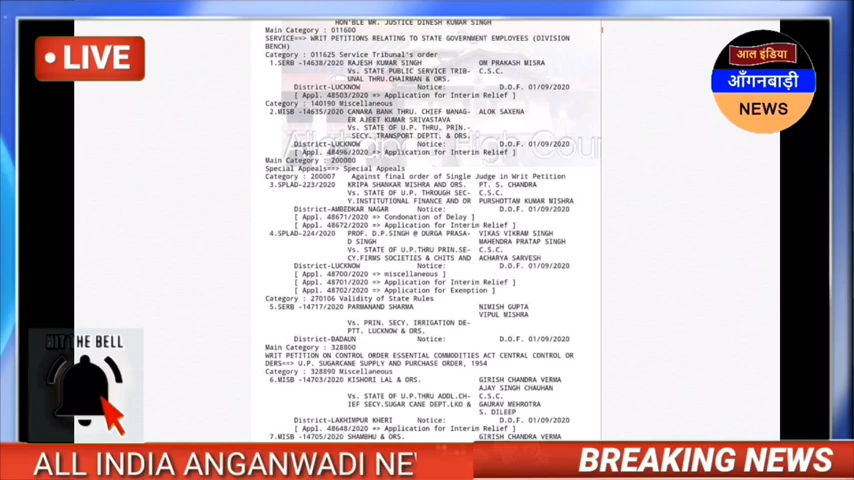 HON'BLE MR. JUSTICE DINESH KUMAR SINGH
Main Category : 011600
SERVICE==> WRIT PETITIONS RELATING TO STATE GOVERNMENT EMPLOYEES (DIVISION
BENCH)
Category : 011625 Service Tribunal's order
1.SERB -14638/2020 RAJESH KUMAR SINGH OM PRAKASH MISRA
Vs. STATE PUBLIC SERVICE TRIB- C.S.C.
UNAL THRU.CHAIRMAN & ORS.
District-LUCKNOW Notice: D.O.F. 01/09/2020
[ Appl. 48503/2020 => Application for Interim Relief ]
Category : 140190 Miscellaneous
2.MISB -14635/2020 CANARA BANK THRU. CHIEF MANAG- ALOK SAXENA
ER AJEET KUMAR SRIVASTAVA
Vs. STATE OF U.P. THRU. PRIN.-
SECY. TRANSPORT DEPTT. & ORS.
District-LUCKNOW Notice: D.O.F. 01/09/2020
[ Appl. 48496/2020 => Application for Interim Relief ]
Main Category : 200000
Special Appeals==> Special Appeals
Category : 200007 Against final order of Single Judge in Writ Petition
3.SPLAD-223/2020 KRIPA SHANKAR MISHRA AND ORS. PT. S. CHANDRA
Vs. STATE OF U.P. THROUGH SEC- C.S.C.
Y.INSTITUTIONAL FINANCE AND OR PURSHOTTAM KUMAR MISHRA
District-AMBEDKAR NAGAR Notice: D.O.F. 01/09/2020
[ Appl. 48671/2020 => Condonation of Delay ]
[ Appl. 48672/2020 => Application for Interim Relief ]
4.SPLAD-224/2020 PROF. D.P.SINGH @ DURGA PRASA- VIKAS VIKRAM SINGH
D SINGH MAHENDRA PRATAP SINGH
Vs. STATE OF U.P.THRU PRIN.SE- C.S.C.
CY.FIRMS SOCIETIES & CHITS AND ACHARYA SARVESH
District-LUCKNOW Notice: D.O.F. 01/09/2020
[ Appl. 48700/2020 => miscellaneous ]
[ Appl. 48701/2020 => Application for Interim Relief ]
[ Appl. 48702/2020 => Application for Exemption ]
Category : 270106 Validity of State Rules
5.SERB -14717/2020 PARMANAND SHARMA NIMISH GUPTA
VIPUL MISHRA
Vs. PRIN. SECY. IRRIGATION DE-
PTT. LUCKNOW & ORS.
District-BADAUN Notice: D.O.F. 01/09/2020
Main Category : 328800
WRIT PETITION ON CONTROL ORDER ESSENTIAL COMMODITIES ACT CENTRAL CONTROL OR
DERS==> U.P. SUGARCANE SUPPLY AND PURCHASE ORDER, 1954
Category : 328890 Miscellaneous
6.MISB -14703/2020 KISHORI LAL & ORS. GIRISH CHANDRA VERMA
AJAY SINGH CHAUHAN
Vs. STATE OF U.P.THRU ADDL.CH- C.S.C.
IEF SECY.SUGAR CANE DEPT.LKO & GAURAV MEHROTRA
S. DILEEP
District-LAKHIMPUR KHERI Notice: D.O.F. 01/09/2020
[ Appl. 48648/2020 => Application for Interim Relief ]
7.MISB -14705/2020 SHAMBHU & ORS. GIRISH CHANDRA VERMA
Allahabad High Cour
LIVE
आल इंडिया
आँगनबाड़ी
NEWS
HIT THE BELL
ALL INDIA ANGANWADI NE
BREAKING NEWS